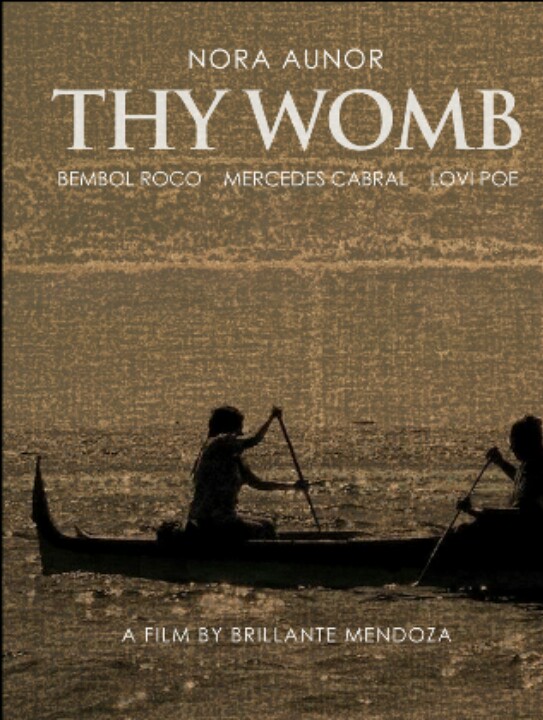 NORA AUNOR
THY WOMB
BEMBOL ROCO MERCEDES CABRAL LOVI POE
A FILM BY BRILLANTE MENDOZA